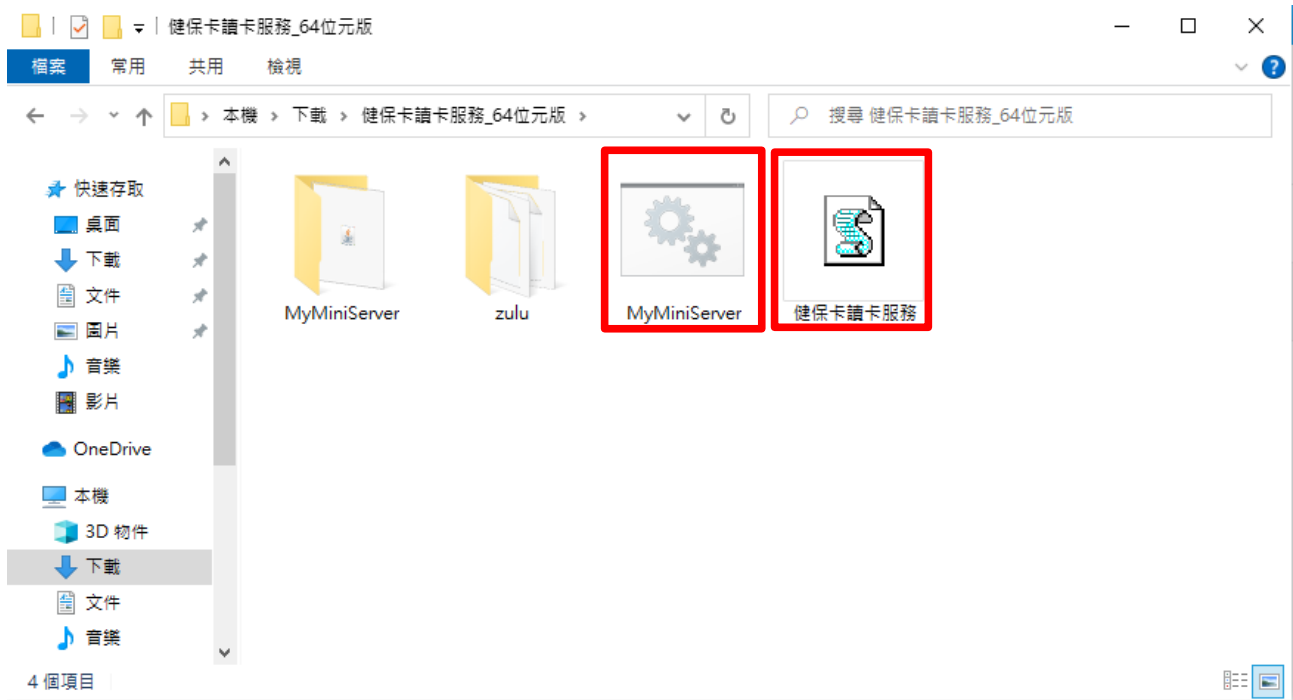 健保卡讀卡服務_64位元版
檔案 常用 共用 檢視
本機 > 下載 > 健保卡讀卡服務_64位元版 >
搜尋 健保卡讀卡服務_64位元版
快速存取
桌面
下載
文件
圖片
音樂
影片
OneDrive
本機
3D 物件
下載
文件
音樂
MyMiniServer
zulu
MyMiniServer
健保卡讀卡服務
4 個項目